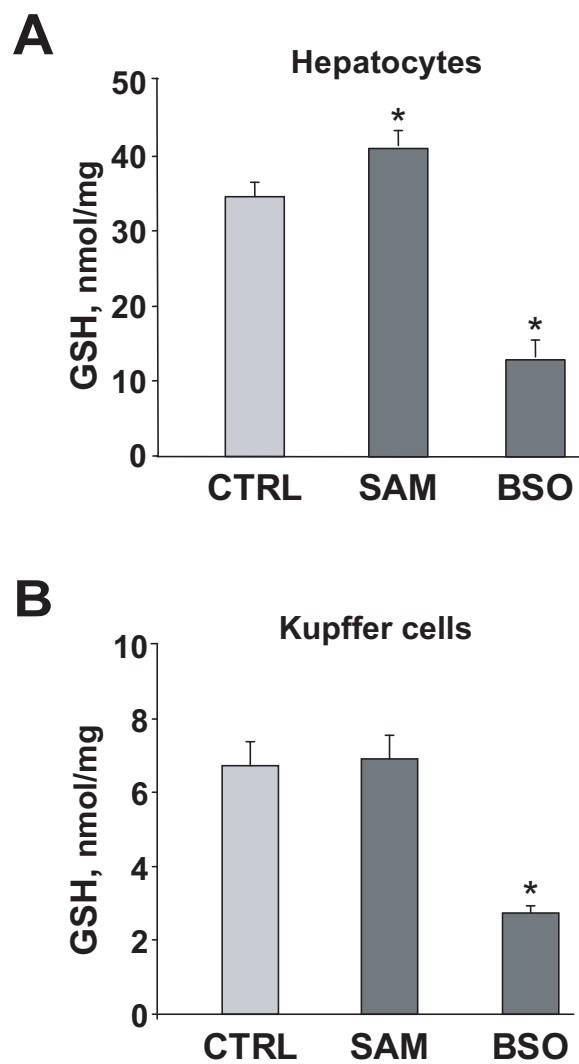 A
Hepatocytes
GSH, nmol/mg
50
40
30
20
10
0
*
*
CTRL SAM BSO
B
Kupffer cells
GSH, nmol/mg
10
8
6
4
2
0
*
CTRL SAM BSO